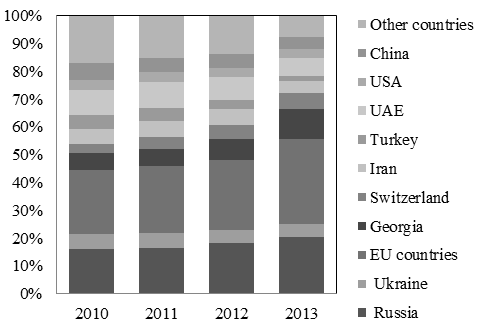 100%
90%
80%
70%
60%
50%
40%
30%
20%
10%
0%
2010 2011 2012 2013
Other countries
China
USA
UAE
Turkey
Iran
Switzerland
Georgia
EU countries
Ukraine
Russia